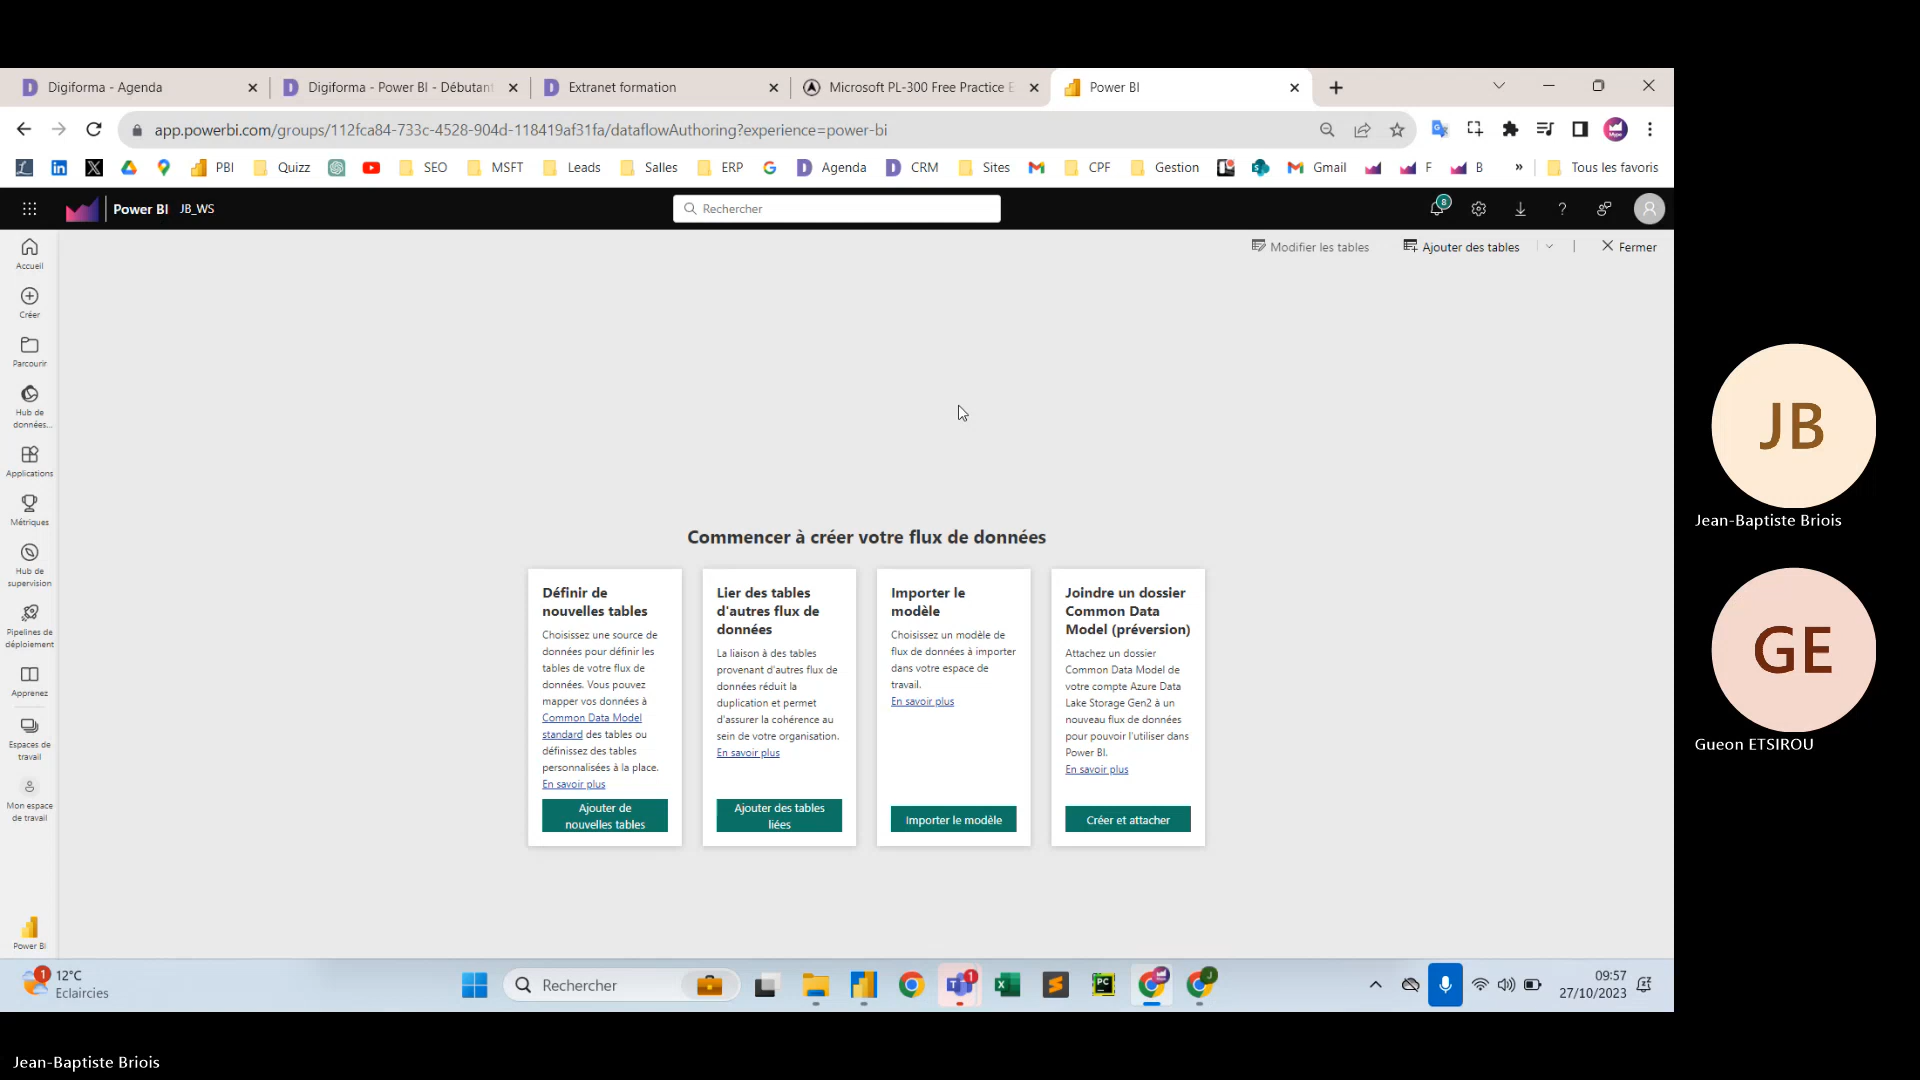 Digiforma - Agenda
Digiforma - Power BI - Débutant
Extranet formation
Microsoft PL-300 Free Practice E
Power BI
app.powerbi.com/groups/112fca84-733c-4528-904d-118419af31fa/dataflowAuthoring?experience=power-bi
PBI
Quizz
SEO
MSFT
Leads
Salles
ERP
Agenda
CRM
Sites
CPF
Gestion
Gmail
F
B
»
Tous les favoris
Power BI JB_WS
Rechercher
8
?
Modifier les tables
Ajouter des tables
Fermer
Accueil
Créer
Parcourir
Hub de
données...
Applications
Métriques
Hub de
supervision
Pipelines de
déploiement
Apprenez
Espaces de
travail
Mon espace
de travail
Power BI
Commencer à créer votre flux de données
Définir de
nouvelles tables
Choisissez une source de
données pour définir les
tables de votre flux de
données. Vous pouvez
mapper vos données à
Common Data Model
standard des tables ou
définissez des tables
personnalisées à la place.
En savoir plus
Ajouter de
nouvelles tables
Lier des tables
d'autres flux de
données
La liaison à des tables
provenant d'autres flux de
données réduit la
duplication et permet
d'assurer la cohérence au
sein de votre organisation.
En savoir plus
Ajouter des tables
liées
Importer le
modèle
Choisissez un modèle de
flux de données à importer
dans votre espace de
travail.
En savoir plus
Importer le modèle
Joindre un dossier
Common Data
Model (préversion)
Attachez un dossier
Common Data Model de
votre compte Azure Data
Lake Storage Gen2 à un
nouveau flux de données
pour pouvoir l'utiliser dans
Power BI.
En savoir plus
Créer et attacher
1
12°C
Eclaircies
Rechercher
1
PC
J
09:57
27/10/2023
JB
Jean-Baptiste Briois
GE
Gueon ETSIROU
Jean-Baptiste Briois